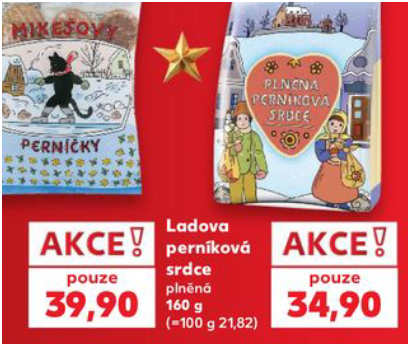 MIKEŠOVY
PERNÍČKY
PLNĚNÁ
PERNÍKOVÁ
SRDCE
AKCE!
pouze
39,90
Ladova
perníková
srdce
plněná
160 g
(=100 g 21,82)
AKCE!
pouze
34,90